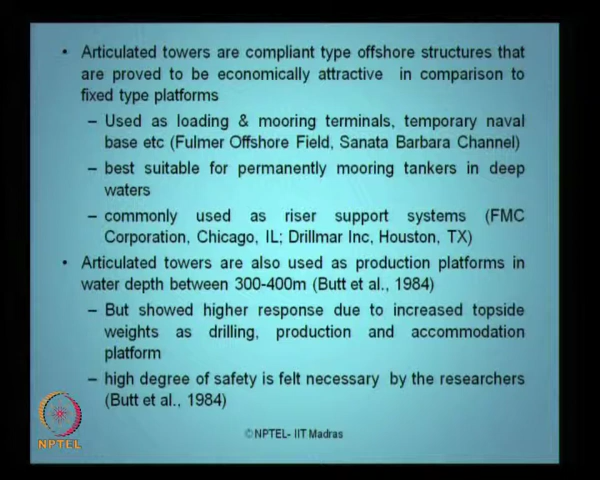 • Articulated towers are compliant type offshore structures that
are proved to be economically attractive in comparison to
fixed type platforms
– Used as loading & mooring terminals, temporary naval
base etc (Fulmer Offshore Field, Sanata Barbara Channel)
– best suitable for permanently mooring tankers in deep
waters
– commonly used as riser support systems (FMC
Corporation, Chicago, IL; Drillmar Inc, Houston, TX)
• Articulated towers are also used as production platforms in
water depth between 300-400m (Butt et al., 1984)
– But showed higher response due to increased topside
weights as drilling, production and accommodation
platform
– high degree of safety is felt necessary by the researchers
(Butt et al., 1984)
NPTEL
©NPTEL- IIT Madras